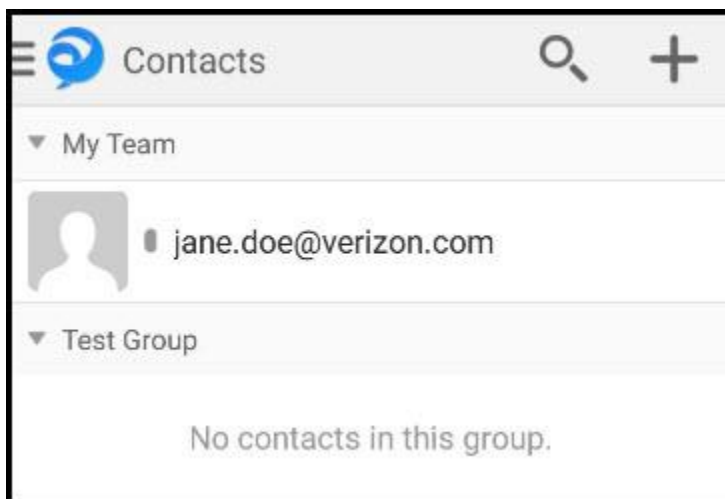 Contacts
My Team
jane.doe@verizon.com
Test Group
No contacts in this group.